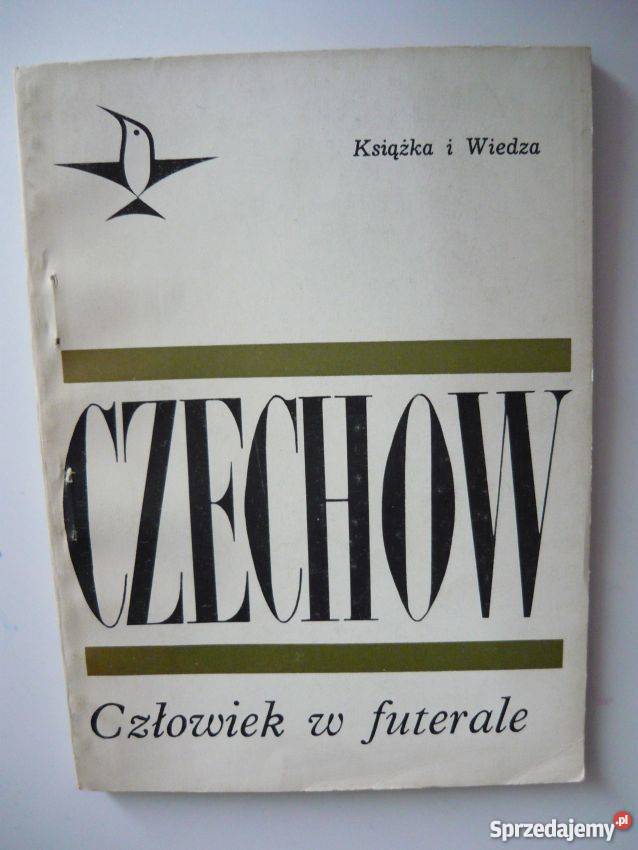 Książka i Wiedza
CZECHOW
Człowiek w futerale
Sprzedajemy.pl